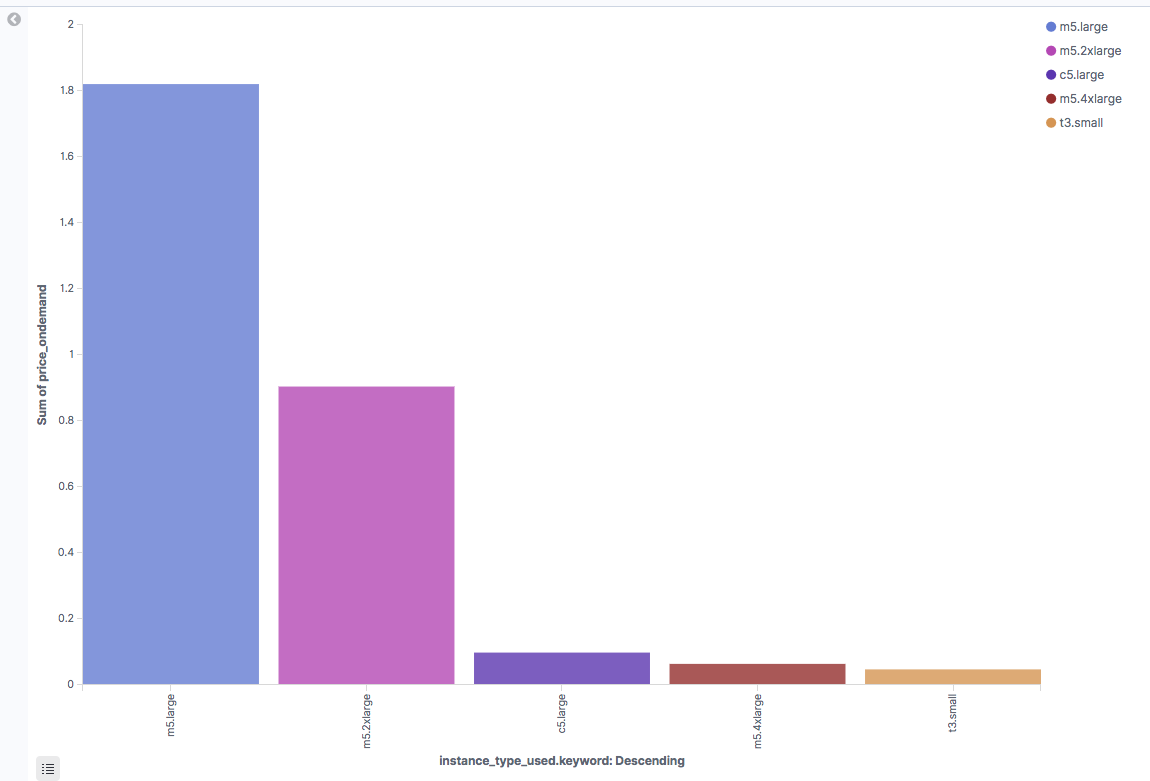 2
1.8
1.6
1.4
1.2
1
0.8
0.6
0.4
0.2
0
Sum of price_ondemand
m5.large
m5.2xlarge
c5.large
m5.4xlarge
t3.small
instance_type_used.keyword: Descending
m5.large
m5.2xlarge
c5.large
m5.4xlarge
t3.small